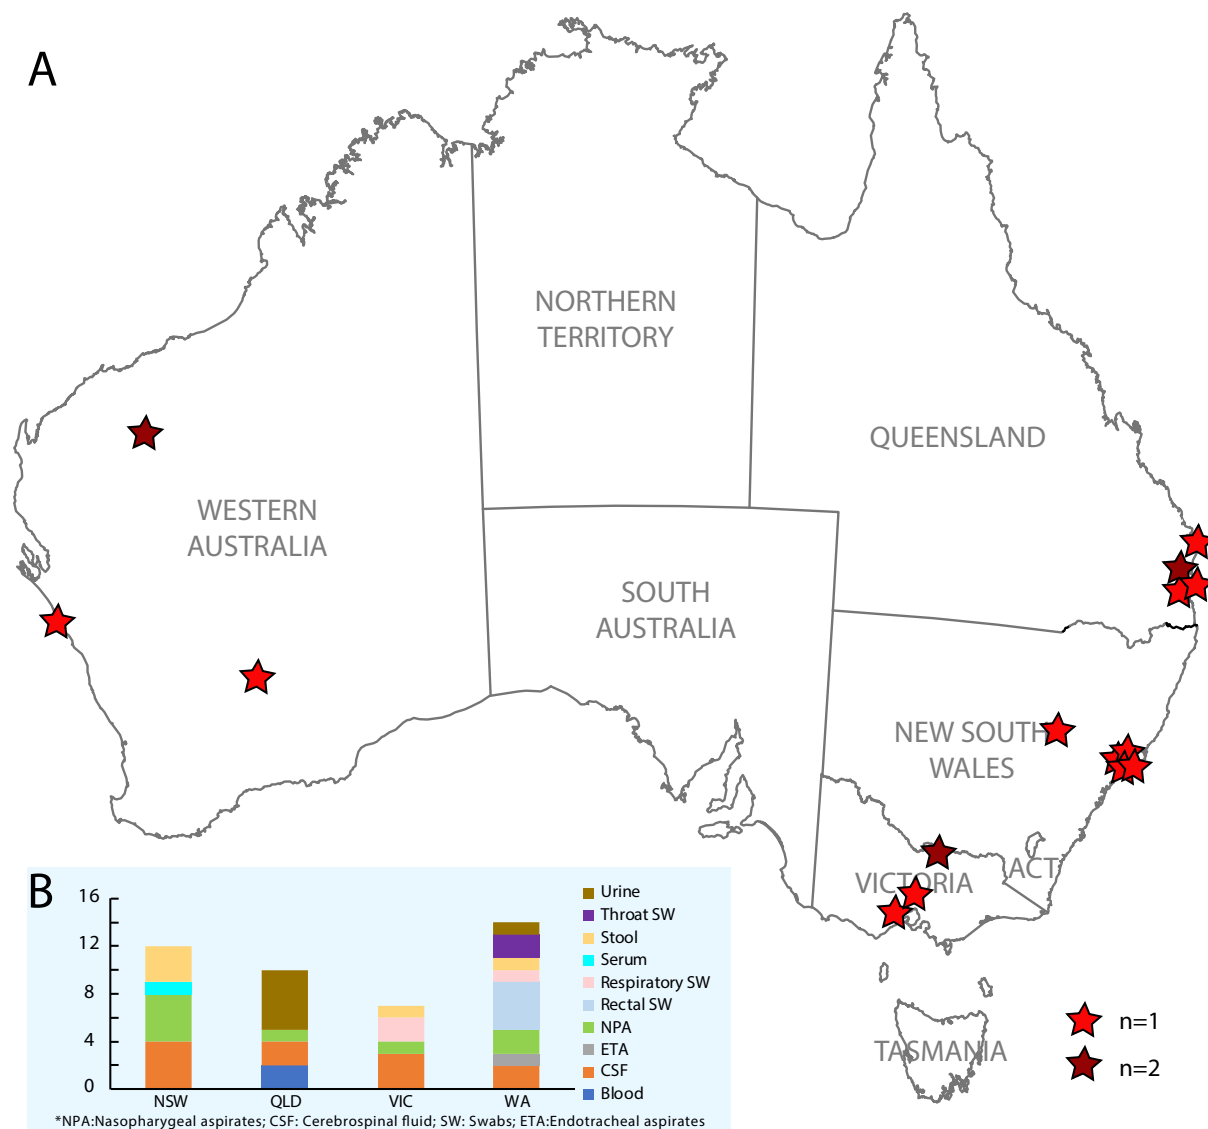 A
NORTHERN
TERRITORY
QUEENSLAND
WESTERN
AUSTRALIA
SOUTH
AUSTRALIA
NEW SOUTH
WALES
ACT
VICTORIA
TASMANIA
n=1
n=2
B
16
12
8
4
0
NSW
QLD
VIC
WA
Urine
Throat SW
Stool
Serum
Respiratory SW
Rectal SW
NPA
ETA
CSF
Blood
*NPA:Nasopharygeal aspirates; CSF: Cerebrospinal fluid; SW: Swabs; ETA:Endotracheal aspirates